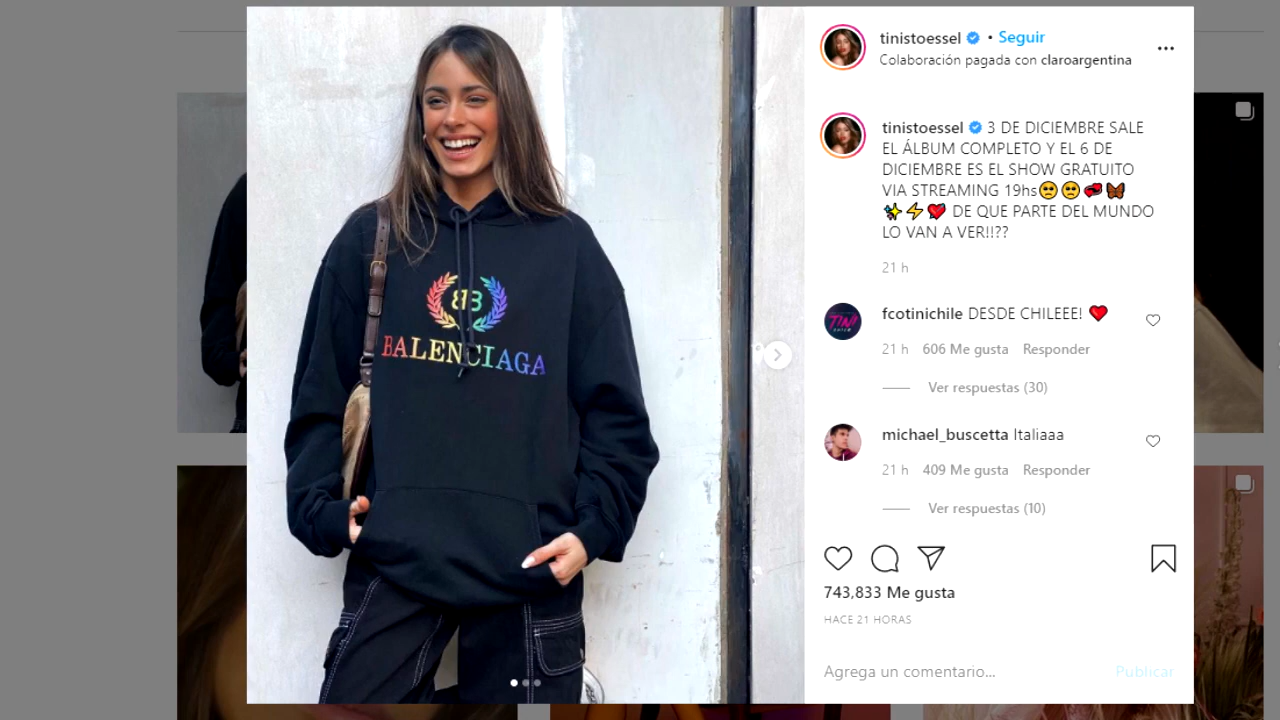 BALENCIAGA
tinistoessel • Seguir
Colaboración pagada con claroargentina
tinistoessel 3 DE DICIEMBRE SALE
EL ÁLBUM COMPLETO Y EL 6 DE
DICIEMBRE ES EL SHOW GRATUITO
VIA STREAMING 19hs🥺🥺💞🦋
✨⚡💓 DE QUE PARTE DEL MUNDO
LO VAN A VER!!??
21 h
fcotinichile DESDE CHILEEE! ❤️
21 h 606 Me gusta Responder
Ver respuestas (30)
michael_buscetta Italiaaa
21 h 409 Me gusta Responder
Ver respuestas (10)
743,833 Me gusta
HACE 21 HORAS
Agrega un comentario... Publicar